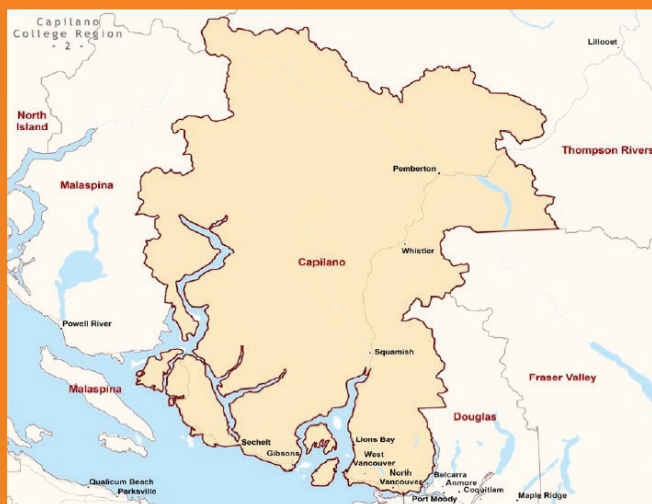 Capilano
College Region
- 2 -
Lillooet
North
Island
Thompson Rivers
Malaspina
Pemberton
Whistler
Capilano
Powell River
Squamish
Malaspina
Fraser Valley
Douglas
Sechelt
Gibsons
Lions Bay
West
Vancouver
North
Vancouver
Belcarra
Anmore
Coquitlam
Port Moody
Maple Ridge
Qualicum Beach
Parksville